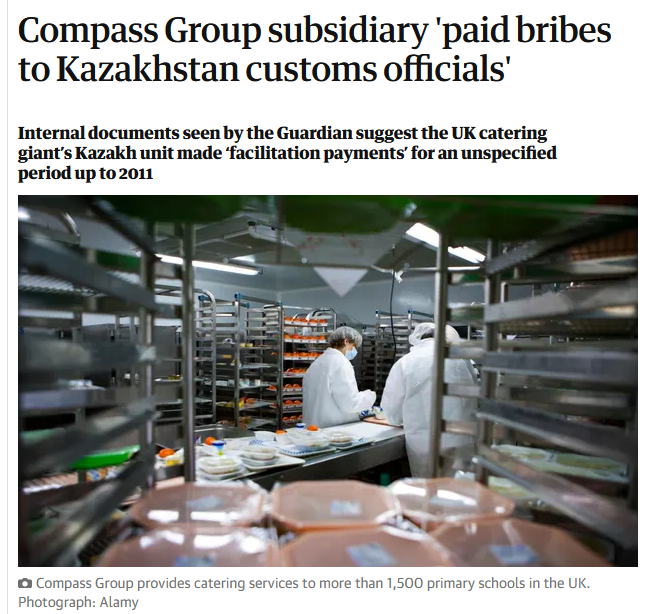 Compass Group subsidiary 'paid bribes
to Kazakhstan customs officials'
Internal documents seen by the Guardian suggest the UK catering
giant’s Kazakh unit made ‘facilitation payments’ for an unspecified
period up to 2011
Compass Group provides catering services to more than 1,500 primary schools in the UK.
Photograph: Alamy